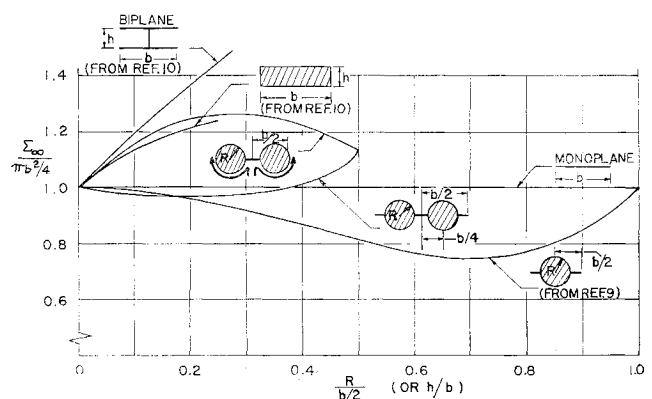 BIPLANE
h
b
(FROM REF. 10)
h
b
(FROM REF. 10)
1.4
1.2
1.0
0.8
0.6
Σ∞
πb²/4
b/2
R
MONOPLANE
b
b/2
R
b/4
b/2
R
(FROM REF. 9)
0 0.2 0.4 0.6 0.8 1.0
R
b/2
(OR h/b)